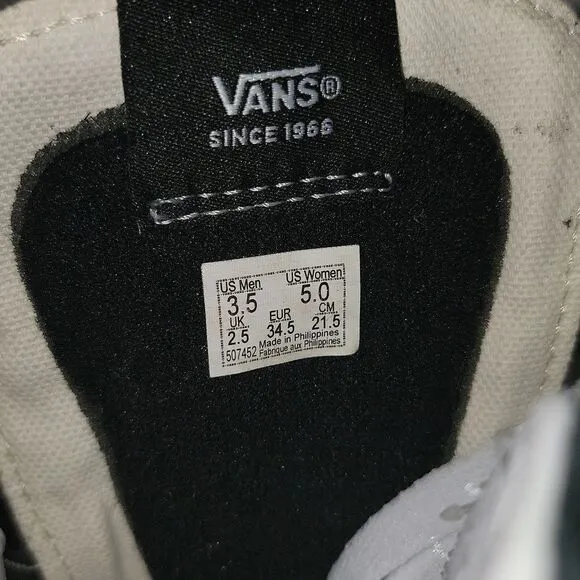 VANS®
SINCE 1966
US Men US Women
3.5 5.0
UK EUR CM
2.5 34.5 21.5
507452 Made in Philippines
Fabrique aux Philippines